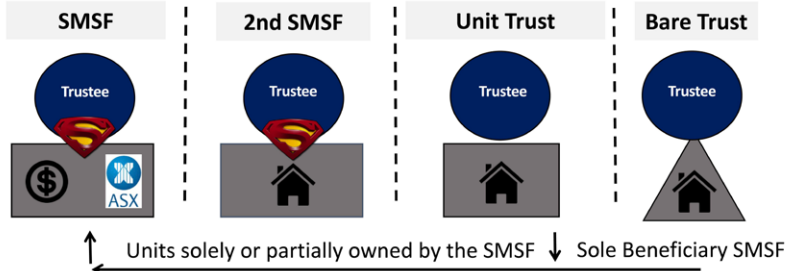 SMSF
2nd SMSF
Unit Trust
Bare Trust
Trustee
Trustee
Trustee
Trustee
S
S
$
ASX
Units solely or partially owned by the SMSF
Sole Beneficiary SMSF